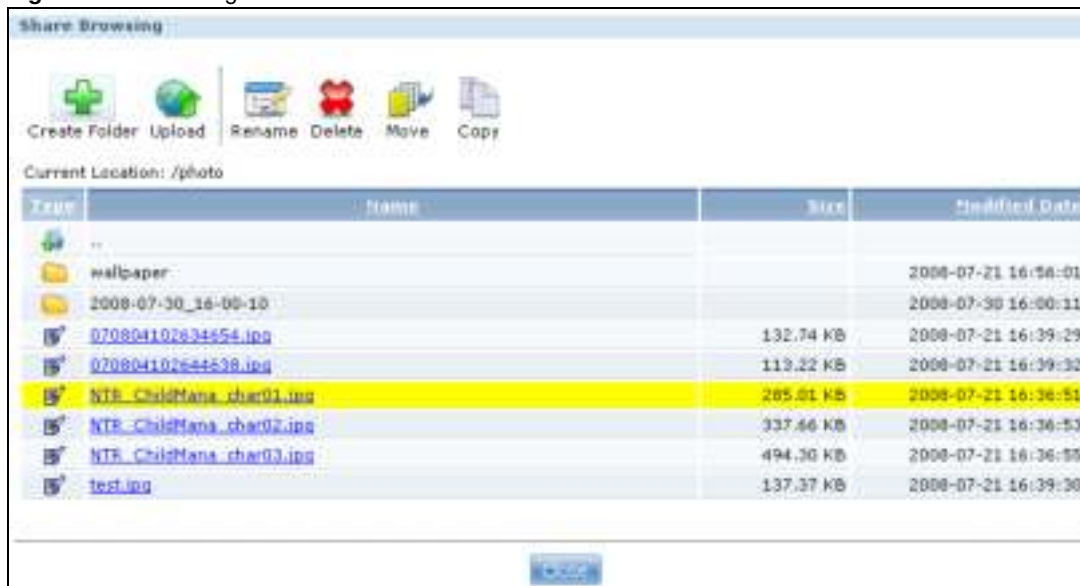 Share Browsing
Create Folder Upload Rename Delete Move Copy
Current Location: /photo
Type Name Size Modified Date
..
wallpaper 2008-07-21 16:56:01
2008-07-30_16-00-10 2008-07-30 16:00:11
070804102634654.jpg 132.74 KB 2008-07-21 16:39:29
070804102644638.jpg 113.22 KB 2008-07-21 16:39:32
NTR_ChildMana_char01.jpg 285.01 KB 2008-07-21 16:36:51
NTR_ChildMana_char02.jpg 337.66 KB 2008-07-21 16:36:53
NTR_ChildMana_char03.jpg 494.30 KB 2008-07-21 16:36:55
test.jpg 137.37 KB 2008-07-21 16:39:30